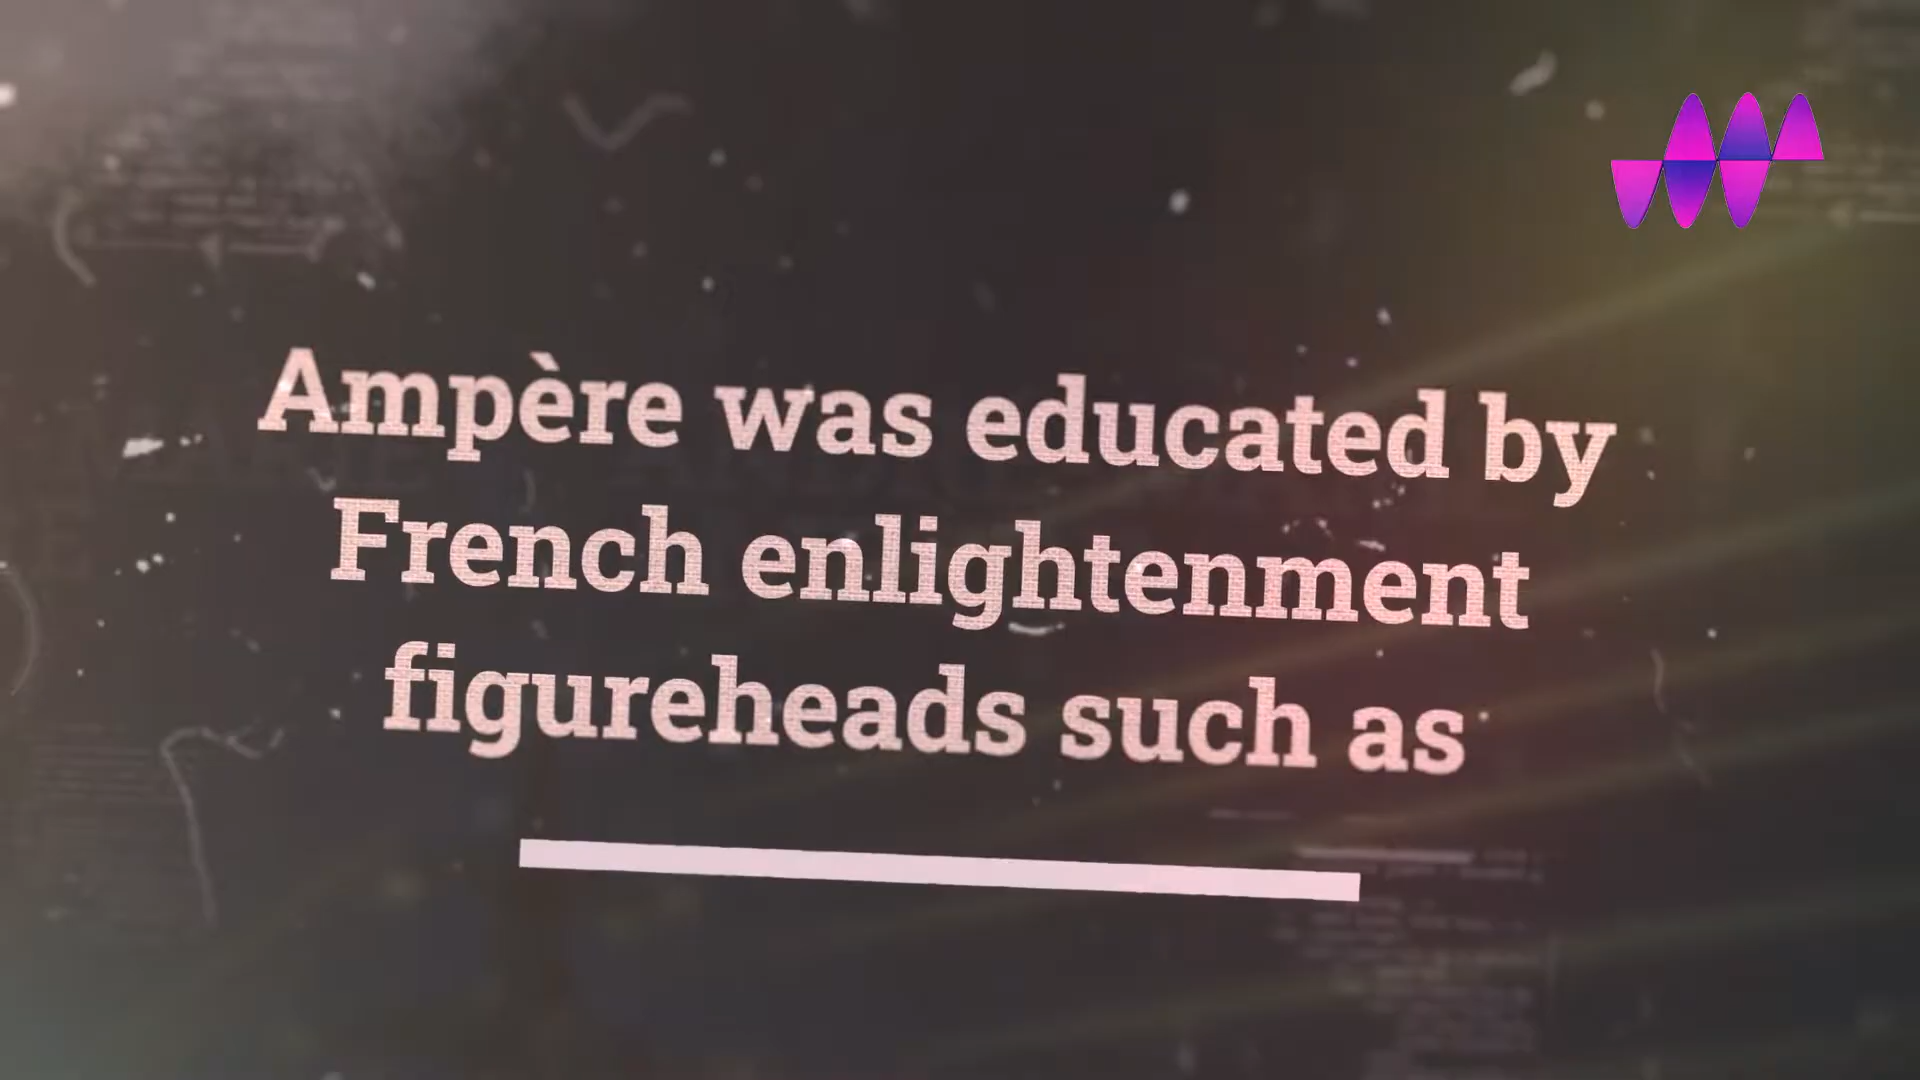 Ampère was educated by
French enlightenment
figureheads such as